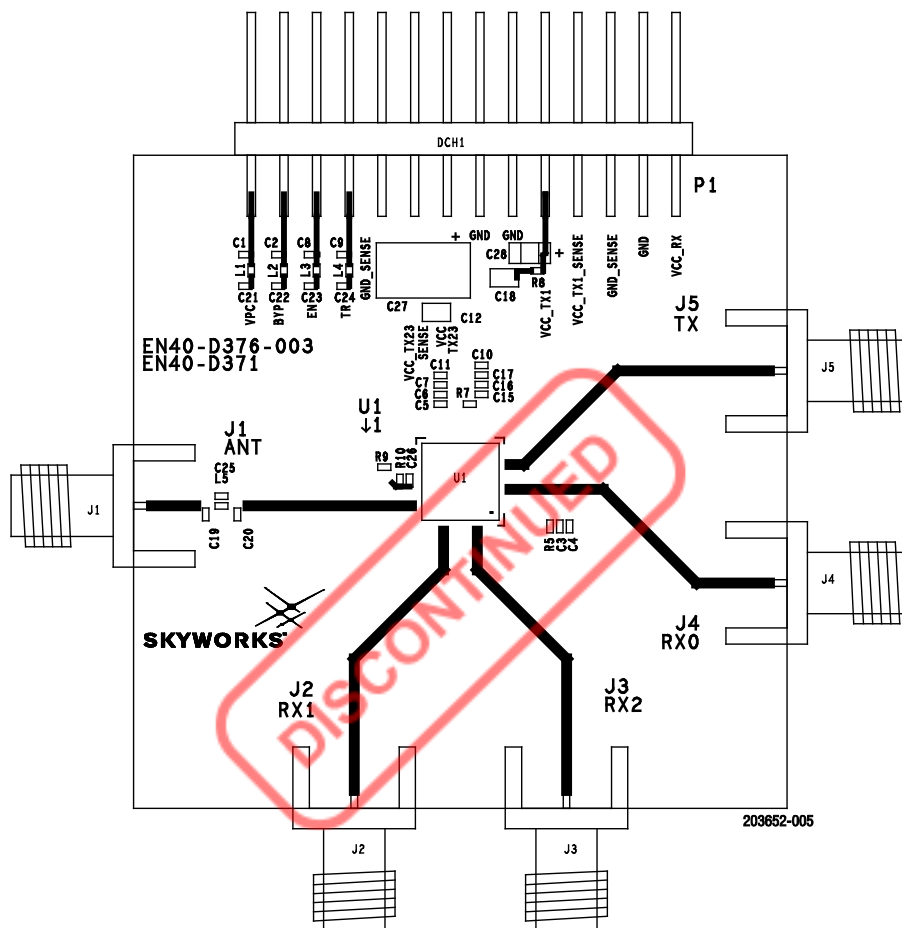 DCH1
P1
C1 C2 C8 C9
L1 L2 L3 L4
C21 C22 C23 C24
VPC BYP EN TR GND_SENSE
+ GND GND +
C28
C27
C18
R8
VCC_TX1
VCC_TX1_SENSE
GND_SENSE
GND
VCC_RX
C12
VCC_TX23
SENSE
VCC
TX23
J5
TX
J5
EN40-D376-003
EN40-D371
C10
C11 C17
C7 C16
C6 C15
C5 R7
U1
↓1
J1
ANT
R9
R10
C26
U1
C25
L5
J1
C19 C20
R5
C3
C4
J4
J4
RX0
SKYWORKS
J2
RX1
J3
RX2
DISCONTINUED
203652-005
J2
J3